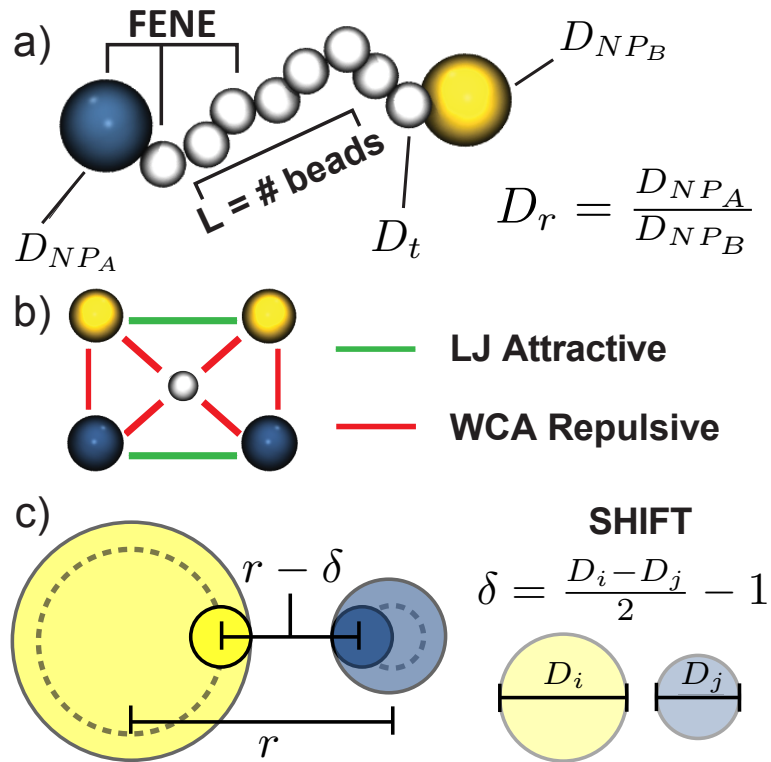 a)
FENE
D_{NP_B}
L = # beads
D_{NP_A}
D_t
D_r = \frac{D_{NP_A}}{D_{NP_B}}
b)
LJ Attractive
WCA Repulsive
c)
SHIFT
r − δ
δ = \frac{D_i − D_j}{2} − 1
D_i
D_j
r